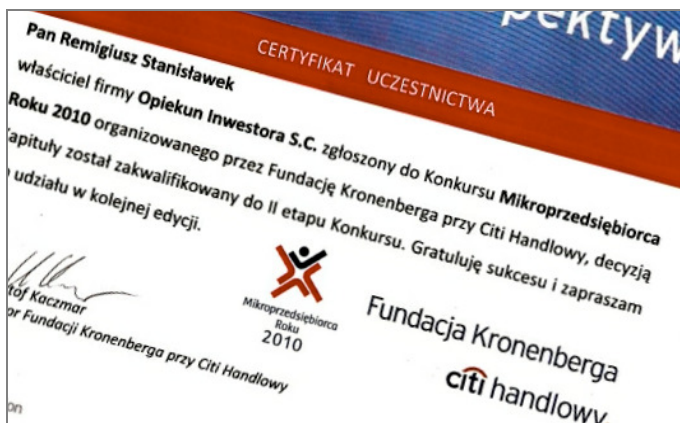 CERTYFIKAT UCZESTNICTWA
Pan Remigiusz Stanisławek
właściciel firmy Opiekun Inwestora S.C. zgłoszony do Konkursu Mikroprzedsiębiorca
Roku 2010 organizowanego przez Fundację Kronenberga przy Citi Handlowy, decyzją
apituły został zakwalifikowany do II etapu Konkursu. Gratuluję sukcesu i zapraszam
udziału w kolejnej edycji.
tof Kaczmar
or Fundacji Kronenberga przy Citi Handlowy
Mikroprzedsiębiorca
Roku
2010
Fundacja Kronenberga
citi handlowy